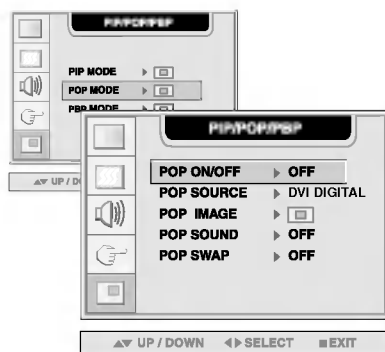 PIP/POP/PBP
PIP MODE
POP MODE
PBP MODE
▲▼ UP / D
PIP/POP/PBP
POP ON/OFF ▶ OFF
POP SOURCE ▶ DVI DIGITAL
POP IMAGE ▶
POP SOUND ▶ OFF
POP SWAP ▶ OFF
▲▼ UP / DOWN ◀▶ SELECT ■ EXIT